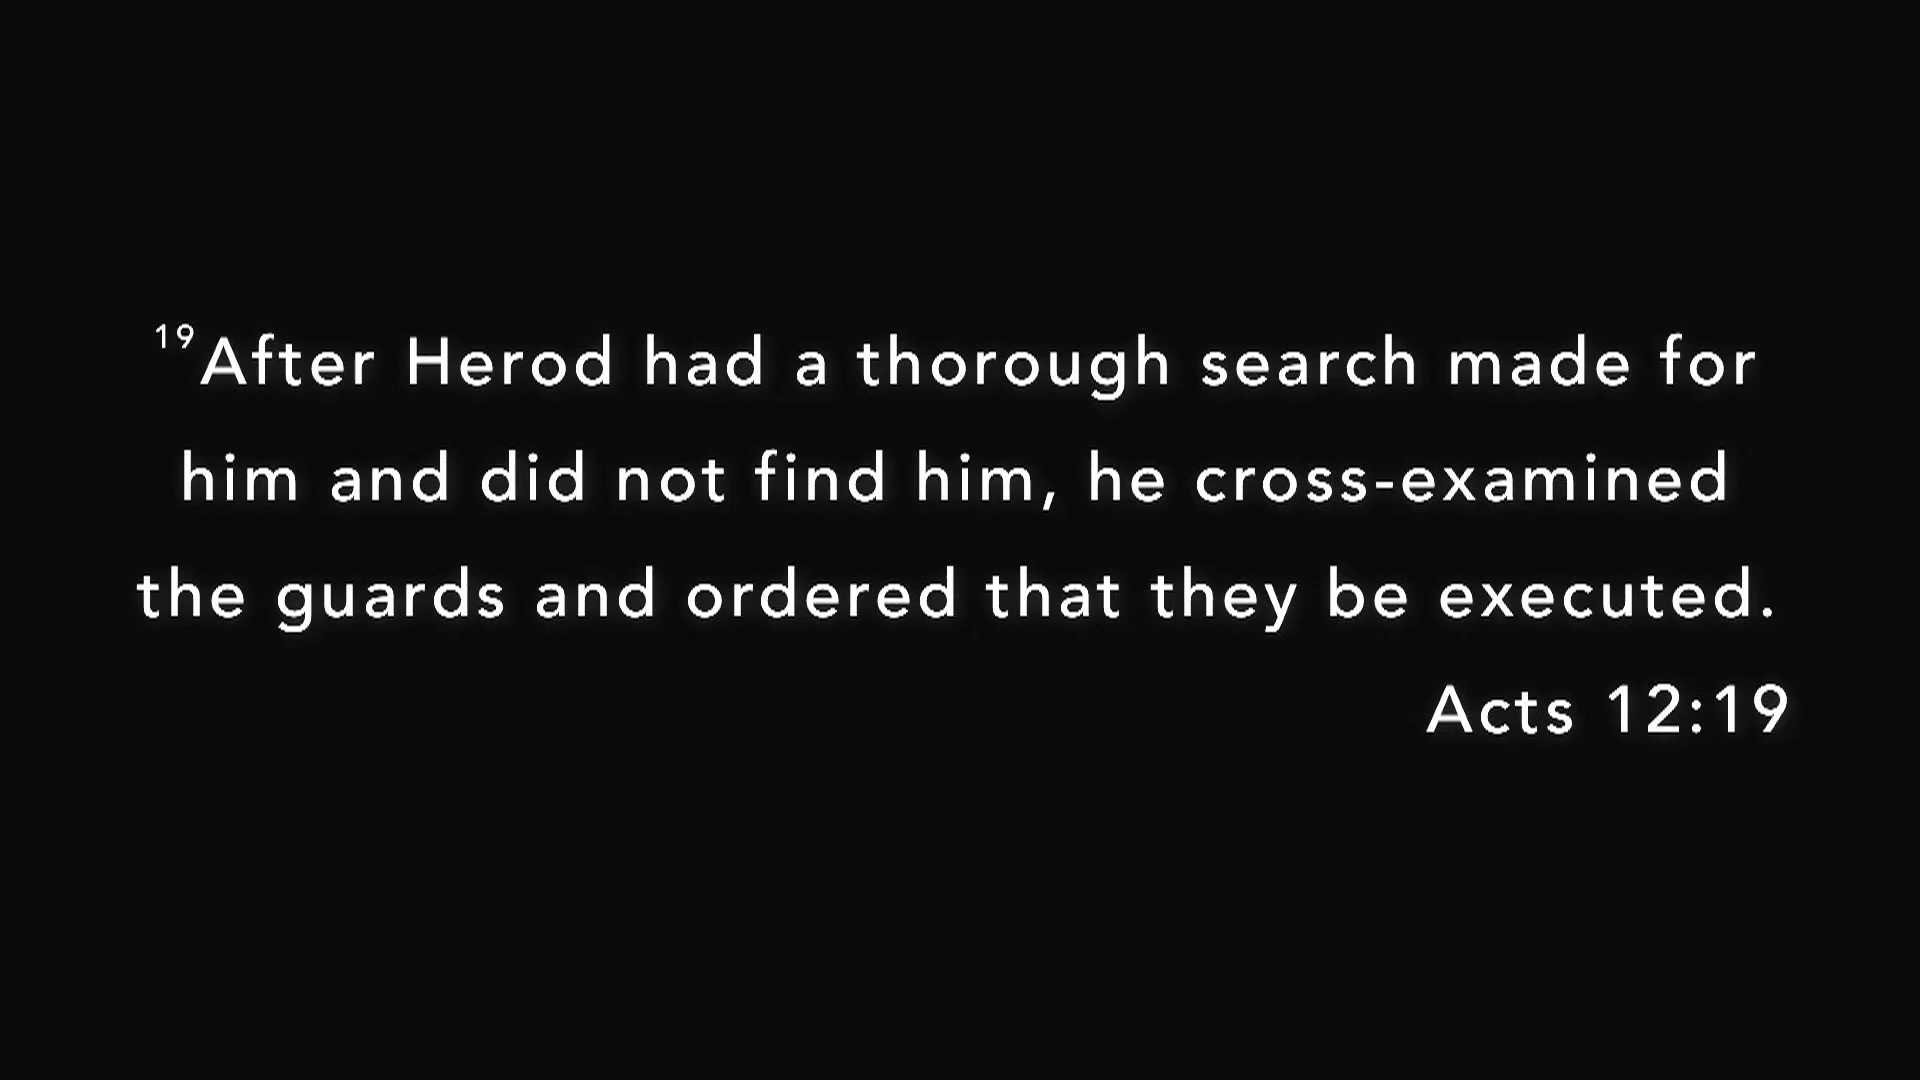 19After Herod had a thorough search made for
him and did not find him, he cross-examined
the guards and ordered that they be executed.
Acts 12:19